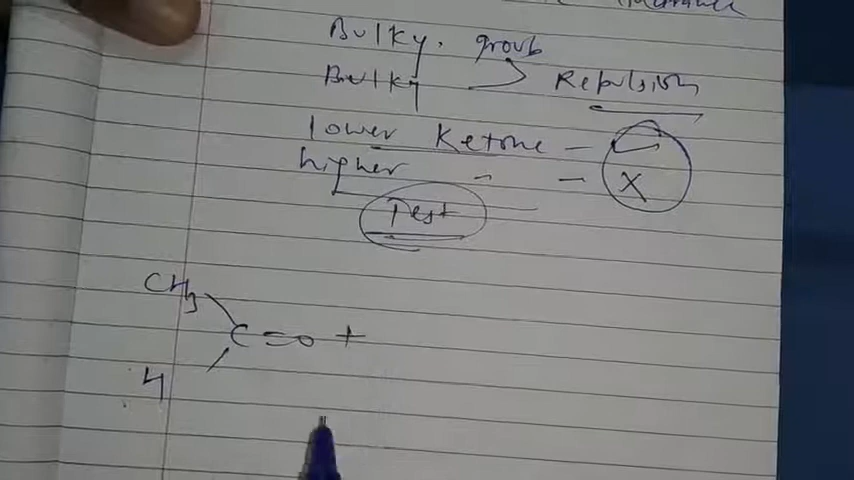 Bulky. group
Bulky Repulsion
lower Ketone -
higher " - X
Test
CH3
C=O +
H